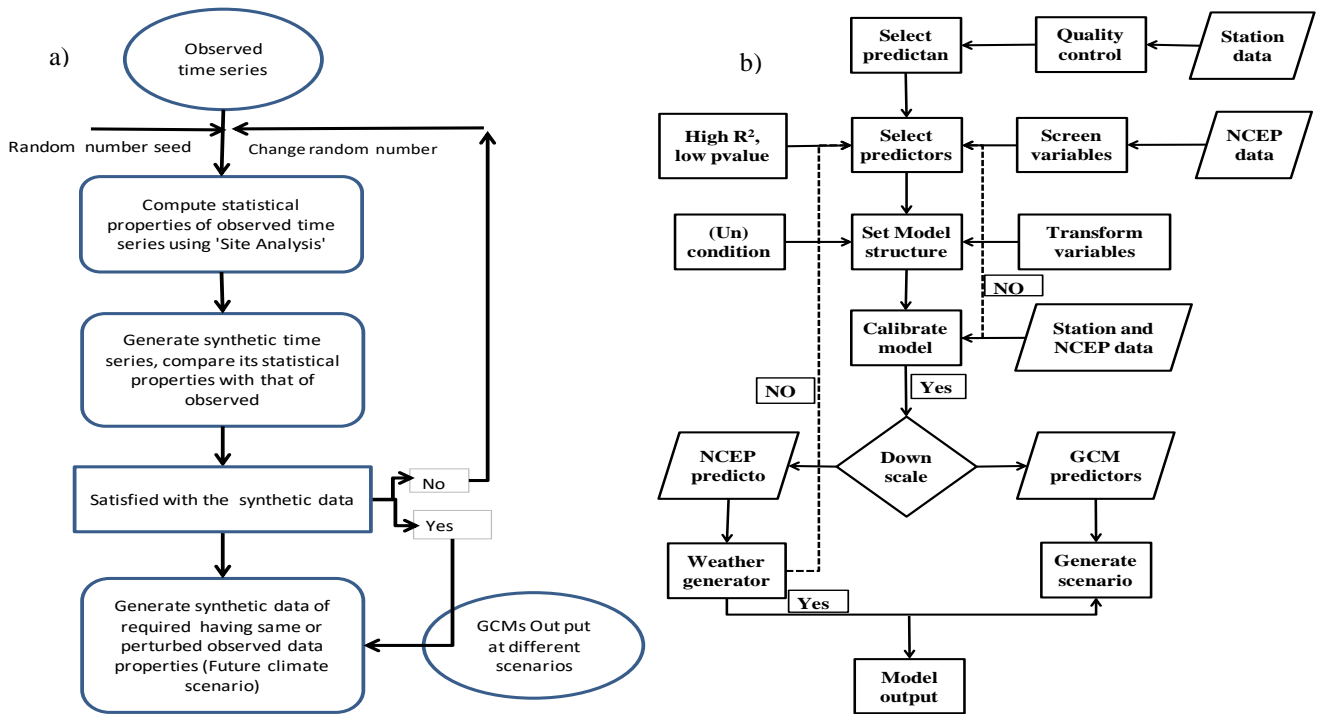 a)
Observed
time series
Random number seed
Change random number
Compute statistical
properties of observed time
series using 'Site Analysis'
Generate synthetic time
series, compare its statistical
properties with that of
observed
Satisfied with the synthetic data
No
Yes
Generate synthetic data of
required having same or
perturbed observed data
properties (Future climate
scenario)
GCMs Out put
at different
scenarios
b)
Select
predictan
Quality
control
Station
data
High R², 
low pvalue
Select
predictors
Screen
variables
NCEP
data
(Un)
condition
Set Model
structure
Transform
variables
NO
Calibrate
model
Station and
NCEP data
NO
Yes
NCEP
predicto
Down
scale
GCM
predictors
Weather
generator
Yes
Generate
scenario
Model
output